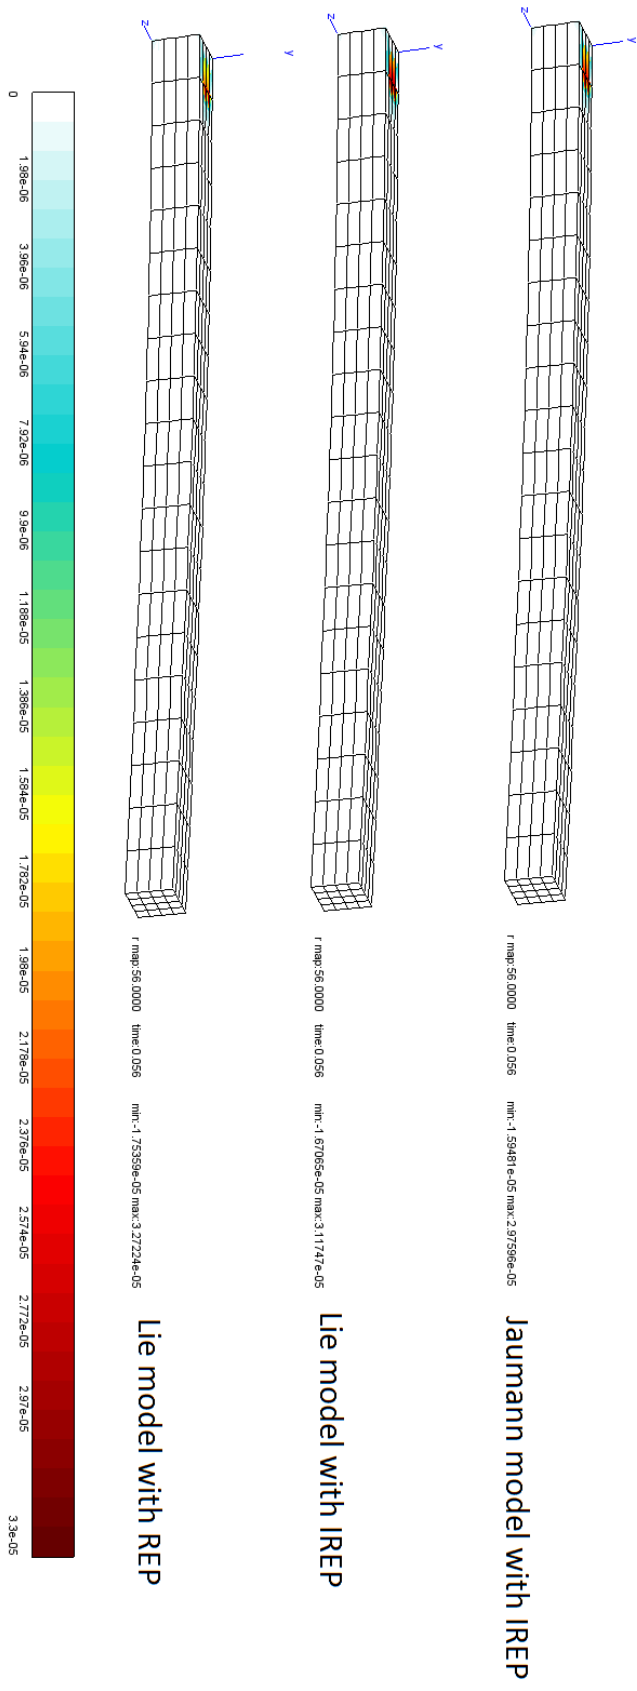 z
y
r map:56.0000 time:0.056 min:-1.59481e-05 max:2.97596e-05
Jaumann model with IREP
z
y
r map:56.0000 time:0.056 min:-1.67065e-05 max:3.11747e-05
Lie model with IREP
z
y
r map:56.0000 time:0.056 min:-1.75359e-05 max:3.27224e-05
Lie model with REP
0 1.98e-06 3.96e-06 5.94e-06 7.92e-06 9.9e-06 1.188e-05 1.386e-05 1.584e-05 1.782e-05 1.98e-05 2.178e-05 2.376e-05 2.574e-05 2.772e-05 2.97e-05 3.3e-05